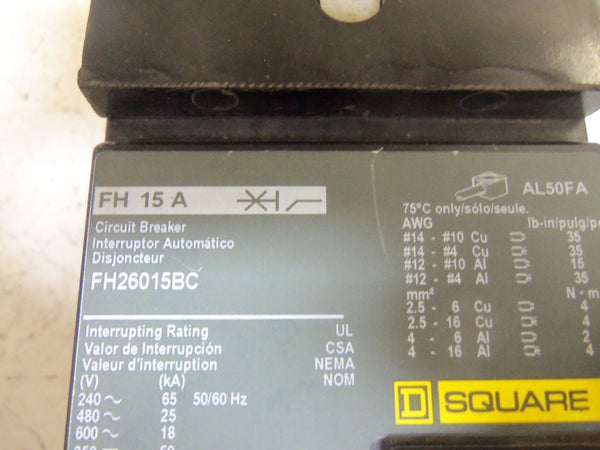 FH 15 A
Circuit Breaker
Interruptor Automático
Disjoncteur
FH26015BC
Interrupting Rating UL
Valor de Interrupción CSA
Valeur d'interruption NEMA
(V) (kA) NOM
240 ~ 65 50/60 Hz
480 ~ 25
600 ~ 18
AL50FA
75°C only/sólo/seule.
AWG lb-in/pulg/
#14 - #10 Cu 35
#14 - #4 Cu 35
#12 - #10 Al 15
#12 - #4 Al 35
mm² N - m
2.5 - 6 Cu 4
2.5 - 16 Cu 4
4 - 6 Al 2
4 - 16 Al 4
D SQUARE